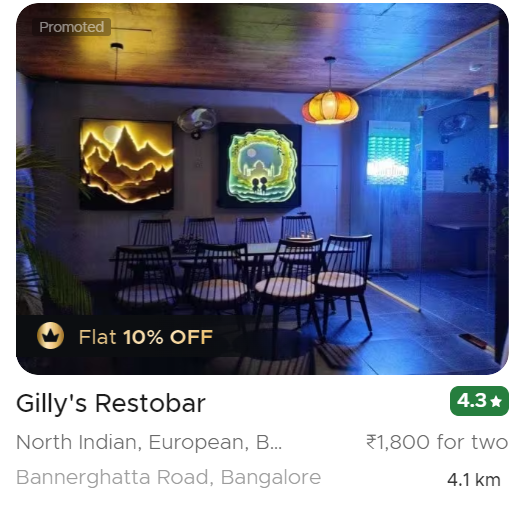 Promoted
Flat 10% OFF
Gilly's Restobar
4.3★
North Indian, European, B...
₹1,800 for two
Bannerghatta Road, Bangalore
4.1 km